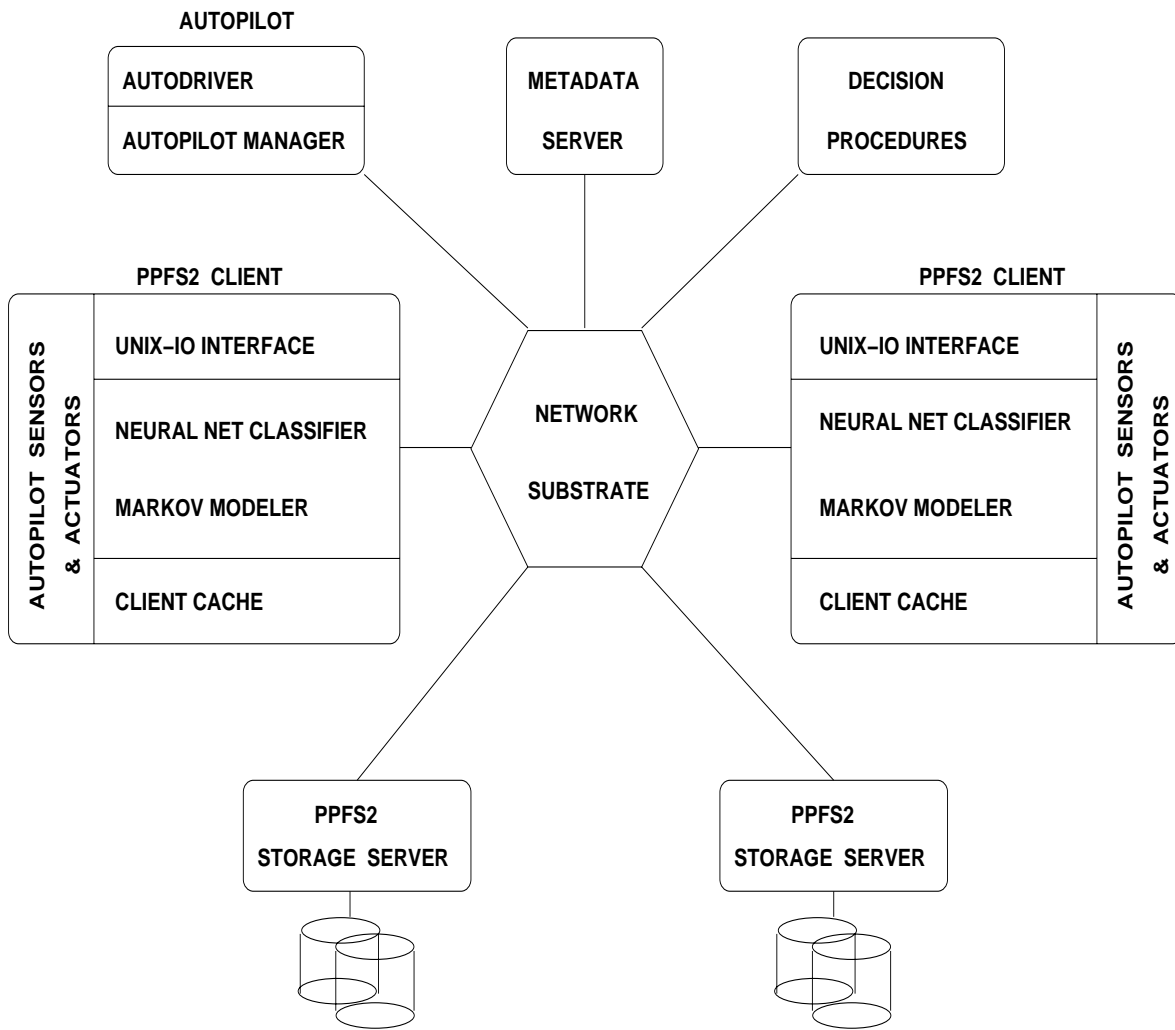 AUTOPILOT
AUTODRIVER
AUTOPILOT MANAGER
METADATA
SERVER
DECISION
PROCEDURES
PPFS2 CLIENT
AUTOPILOT SENSORS
& ACTUATORS
UNIX–IO INTERFACE
NEURAL NET CLASSIFIER
MARKOV MODELER
CLIENT CACHE
NETWORK
SUBSTRATE
PPFS2 CLIENT
UNIX–IO INTERFACE
NEURAL NET CLASSIFIER
MARKOV MODELER
CLIENT CACHE
AUTOPILOT SENSORS
& ACTUATORS
PPFS2
STORAGE SERVER
PPFS2
STORAGE SERVER